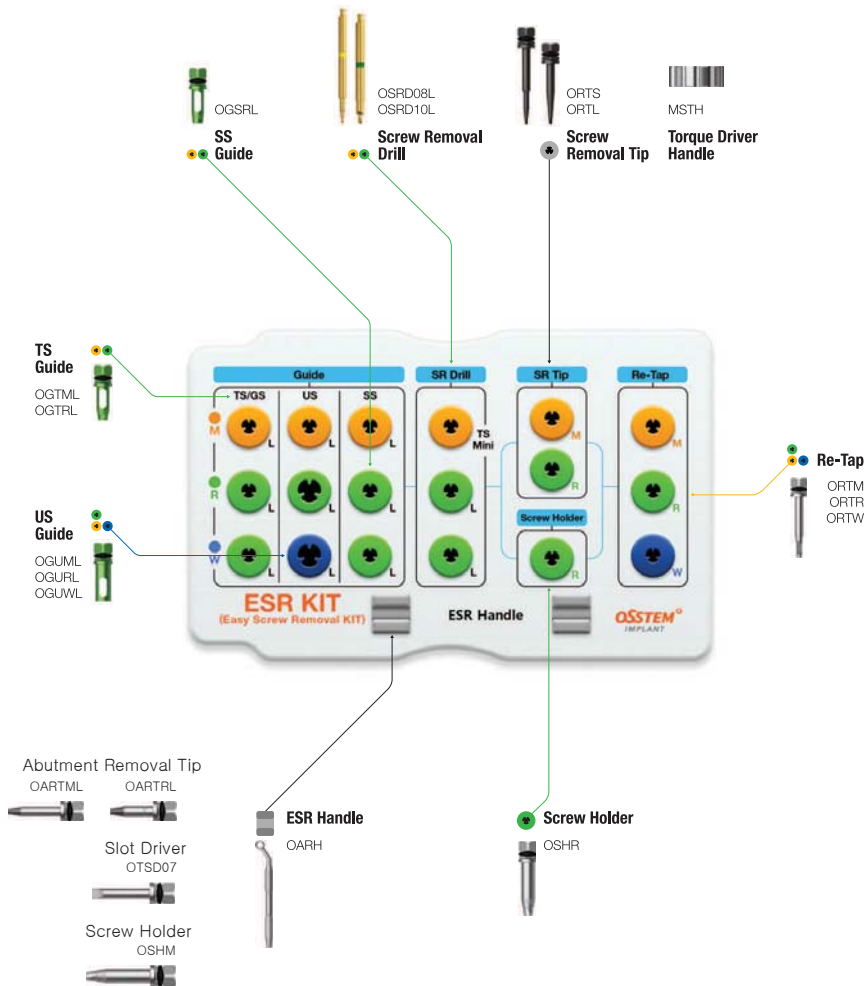 OGSRL
SS
Guide
OSRD08L
OSRD10L
Screw Removal
Drill
ORTS
ORTL
Screw
Removal Tip
MSTH
Torque Driver
Handle
TS
Guide
OGTML
OGTRL
US
Guide
OGUML
OGURL
OGUWL
Guide
SR Drill
SR Tip
Re-Tap
TS/GS
US
SS
M
L
L
L
TS
Mini
M
M
R
L
L
L
L
R
R
Screw Holder
W
L
L
L
L
R
W
ESR KIT
(Easy Screw Removal KIT)
ESR Handle
OSSTEM
IMPLANT
Re-Tap
ORTM
ORTR
ORTW
Abutment Removal Tip
OARTML
OARTRL
Slot Driver
OTSD07
Screw Holder
OSHM
ESR Handle
OARH
Screw Holder
OSHR